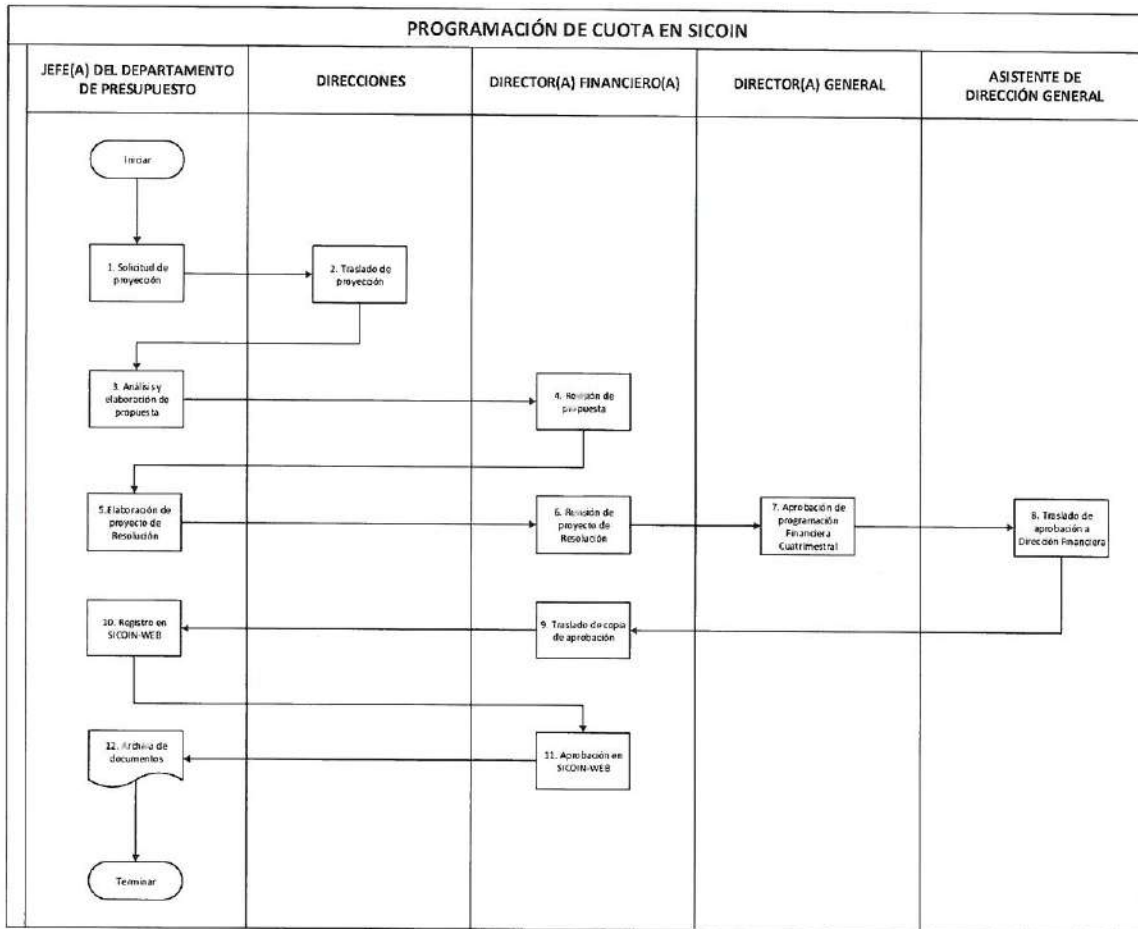 PROGRAMACIÓN DE CUOTA EN SICOIN
JEFE(A) DEL DEPARTAMENTO
DE PRESUPUESTO
DIRECCIONES
DIRECTOR(A) FINANCIERO(A)
DIRECTOR(A) GENERAL
ASISTENTE DE
DIRECCIÓN GENERAL
Iniciar
1. Solicitud de
proyección
2. Traslado de
proyección
3. Análisis y
elaboración de
propuesta
4. Revisión de
propuesta
5.Elaboración de
proyecto de
Resolución
6. Revisión de
proyecto de
Resolución
7. Aprobación de
programación
Financiera
Cuatrimestral
8. Traslado de
aprobación a
Dirección Financiera
10. Registro en
SICOIN-WEB
9. Traslado de copia
de aprobación
12. Archiva de
documentos
11. Aprobación en
SICOIN-WEB
Terminar